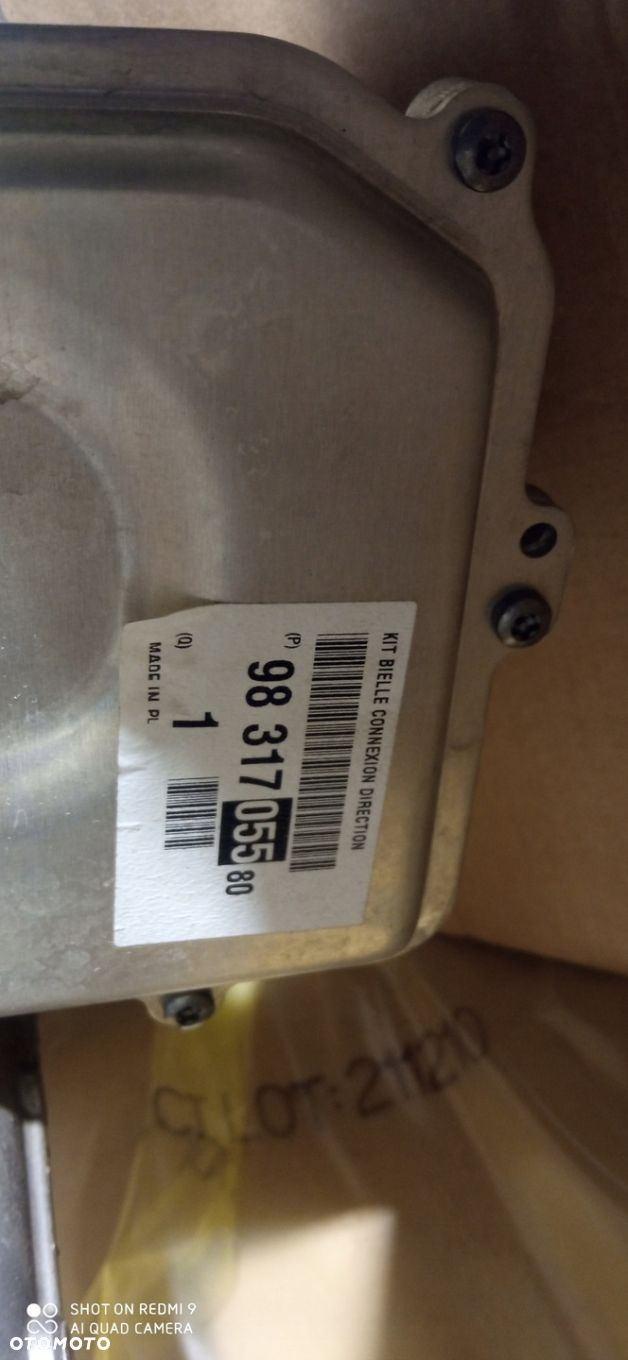 KIT BIELLE CONNEXION DIRECTION
(P)
98 317 055 80
(Q)
1
MADE IN PL
LOT: 211210
SHOT ON REDMI 9
AI QUAD CAMERA
OTOMOTO